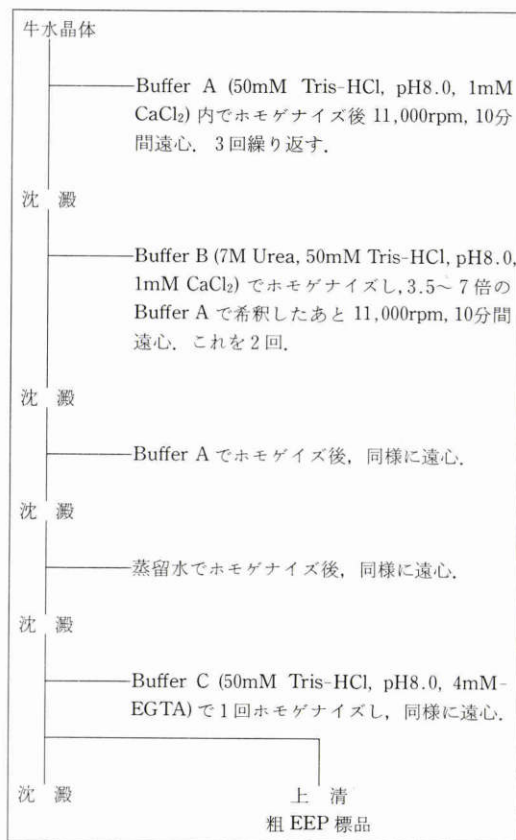 牛水晶体
Buffer A (50mM Tris-HCl, pH8.0, 1mM
CaCl₂) 内でホモゲナイズ後 11,000rpm, 10分
間遠心. 3回繰り返す.
沈 澱
Buffer B (7M Urea, 50mM Tris-HCl, pH8.0,
1mM CaCl₂) でホモゲナイズし, 3.5～7倍の
Buffer A で希釈したあと 11,000rpm, 10分間
遠心. これを2回.
沈 澱
Buffer A でホモゲイズ後, 同様に遠心.
沈 澱
蒸留水でホモゲナイズ後, 同様に遠心.
沈 澱
Buffer C (50mM Tris-HCl, pH8.0, 4mM-
EGTA) で1回ホモゲナイズし, 同様に遠心.
沈 澱 上 清
粗 EEP 標品